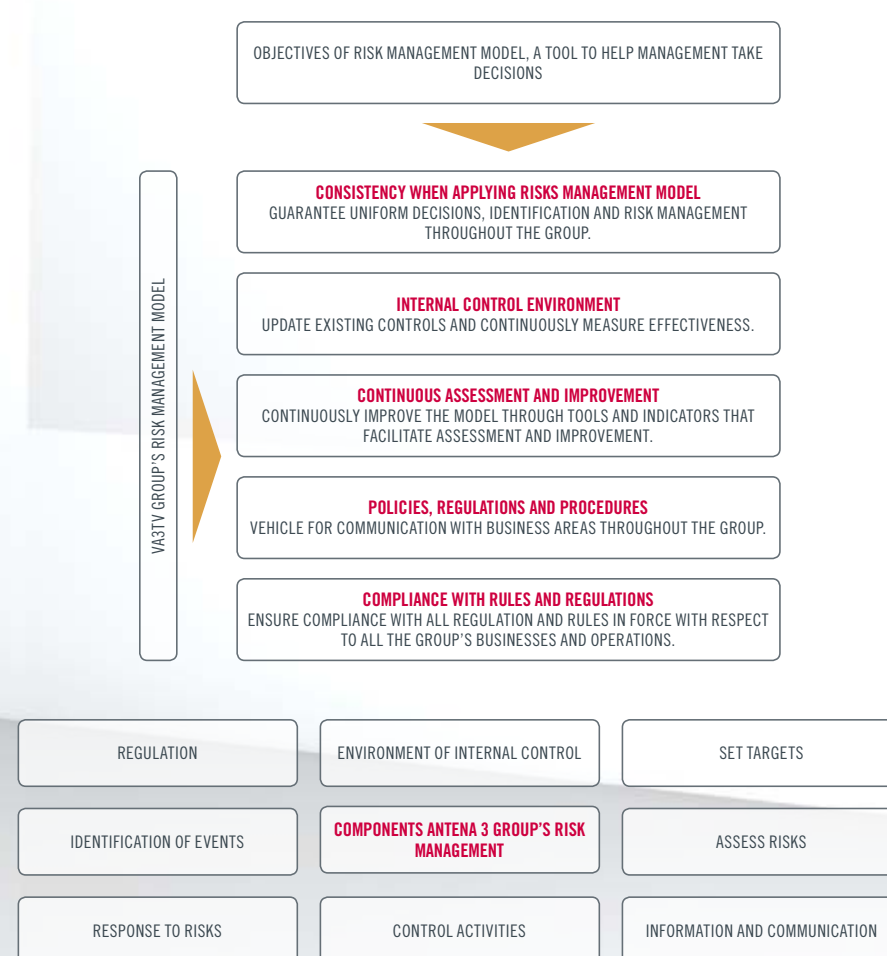 OBJECTIVES OF RISK MANAGEMENT MODEL, A TOOL TO HELP MANAGEMENT TAKE
DECISIONS
VA3TV GROUP'S RISK MANAGEMENT MODEL
CONSISTENCY WHEN APPLYING RISKS MANAGEMENT MODEL
GUARANTEE UNIFORM DECISIONS, IDENTIFICATION AND RISK MANAGEMENT
THROUGHOUT THE GROUP.
INTERNAL CONTROL ENVIRONMENT
UPDATE EXISTING CONTROLS AND CONTINUOUSLY MEASURE EFFECTIVENESS.
CONTINUOUS ASSESSMENT AND IMPROVEMENT
CONTINUOUSLY IMPROVE THE MODEL THROUGH TOOLS AND INDICATORS THAT
FACILITATE ASSESSMENT AND IMPROVEMENT.
POLICIES, REGULATIONS AND PROCEDURES
VEHICLE FOR COMMUNICATION WITH BUSINESS AREAS THROUGHOUT THE GROUP.
COMPLIANCE WITH RULES AND REGULATIONS
ENSURE COMPLIANCE WITH ALL REGULATION AND RULES IN FORCE WITH RESPECT
TO ALL THE GROUP'S BUSINESSES AND OPERATIONS.
REGULATION
ENVIRONMENT OF INTERNAL CONTROL
SET TARGETS
IDENTIFICATION OF EVENTS
COMPONENTS ANTENA 3 GROUP'S RISK
MANAGEMENT
ASSESS RISKS
RESPONSE TO RISKS
CONTROL ACTIVITIES
INFORMATION AND COMMUNICATION